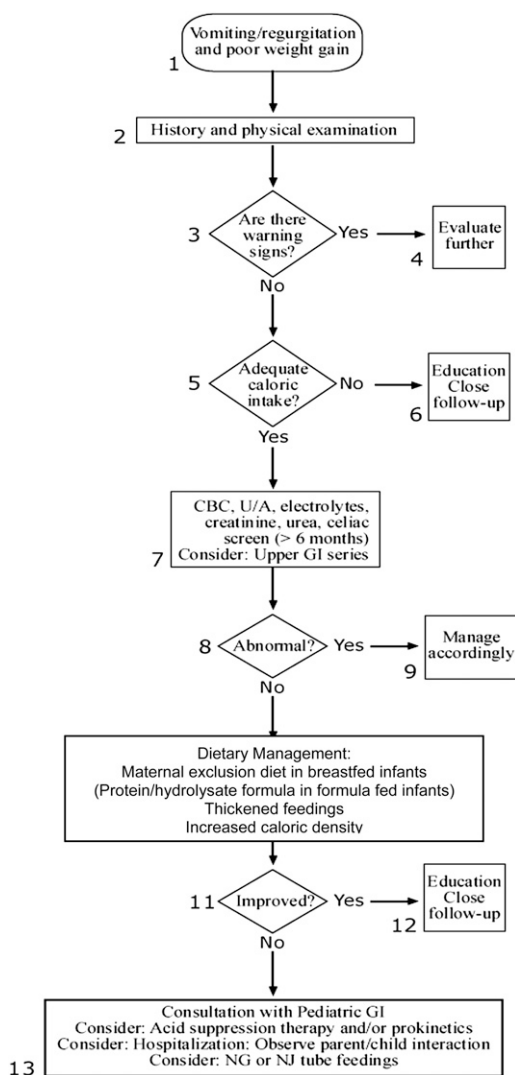 Vomiting/regurgitation
and poor weight gain
1
2
History and physical examination
Are there
warning
signs?
3
Yes
Evaluate
further
4
No
Adequate
caloric
intake?
5
No
Education
Close
follow-up
6
Yes
CBC, U/A, electrolytes,
creatinine, urea, celiac
screen (> 6 months)
Consider: Upper GI series
7
8
Abnormal?
Yes
Manage
accordingly
9
No
Dietary Management:
Maternal exclusion diet in breastfed infants
(Protein/hydrolysate formula in formula fed infants)
Thickened feedings
Increased caloric density
11
Improved?
Yes
Education
Close
follow-up
12
No
Consultation with Pediatric GI
Consider: Acid suppression therapy and/or prokinetics
Consider: Hospitalization: Observe parent/child interaction
Consider: NG or NJ tube feedings
13